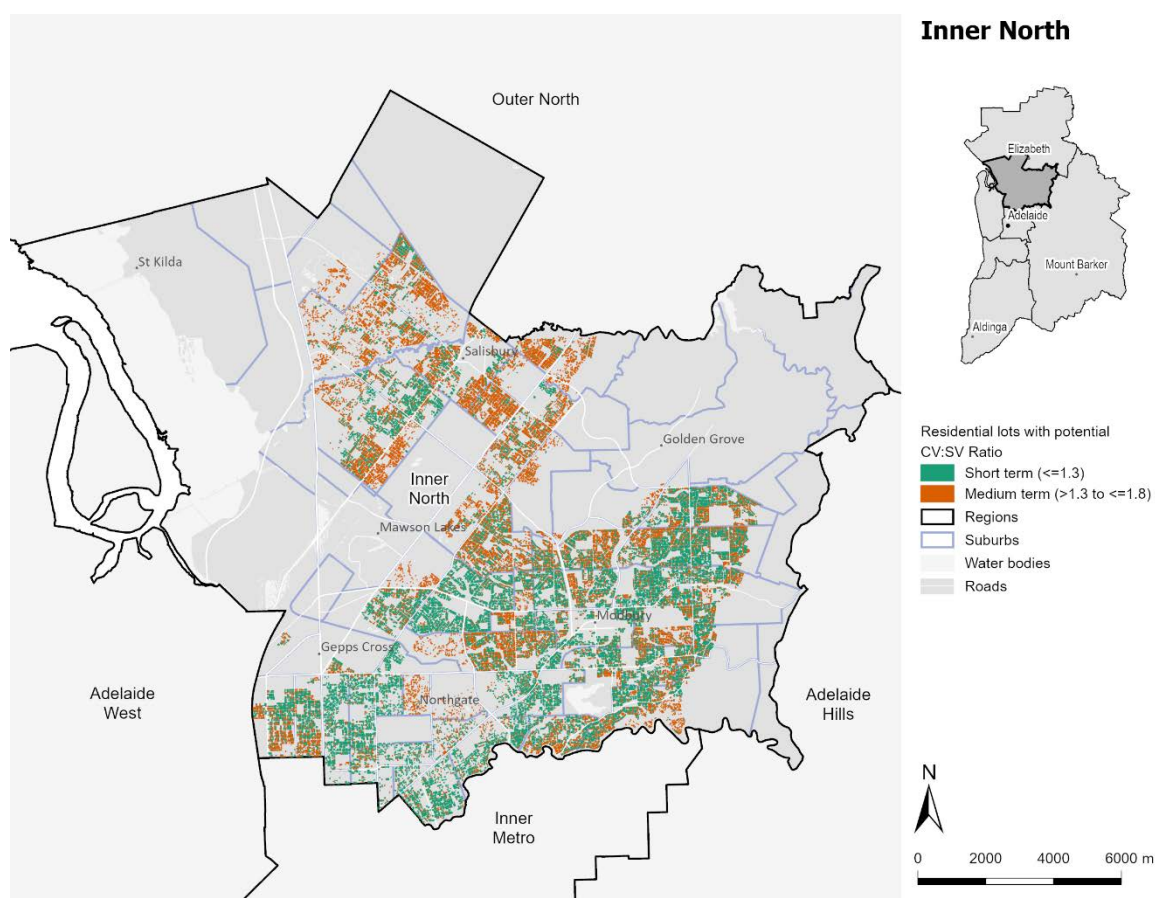 Inner North
Outer North
St Kilda
Salisbury
Golden Grove
Inner
North
Mawson Lakes
Modbury
Gepps Cross
Northgate
Adelaide
West
Adelaide
Hills
Inner
Metro
Elizabeth
Adelaide
Mount Barker
Aldinga
Residential lots with potential
CV:SV Ratio
Short term (<=1.3)
Medium term (>1.3 to <=1.8)
Regions
Suburbs
Water bodies
Roads
N
0 2000 4000 6000 m